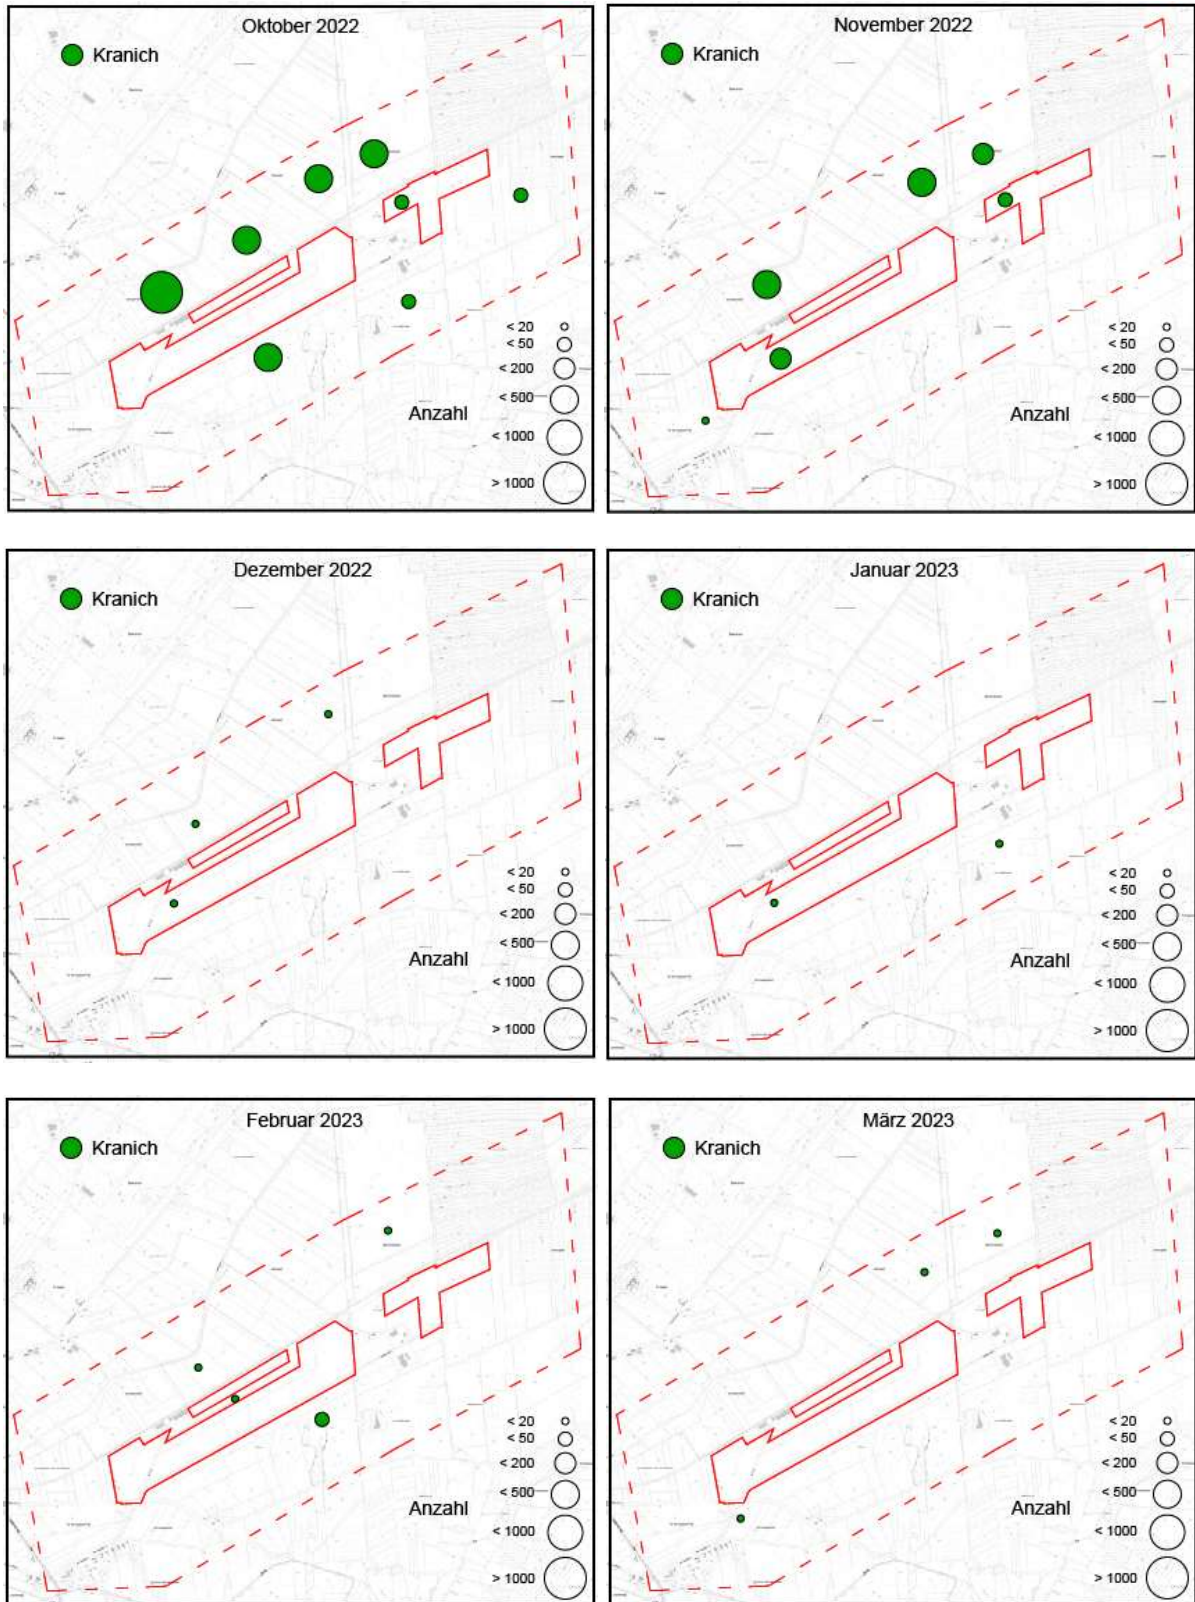 Oktober 2022
Kranich
< 20
< 50
< 200
< 500
Anzahl
< 1000
> 1000
November 2022
Kranich
< 20
< 50
< 200
< 500
Anzahl
< 1000
> 1000
Dezember 2022
Kranich
< 20
< 50
< 200
< 500
Anzahl
< 1000
> 1000
Januar 2023
Kranich
< 20
< 50
< 200
< 500
Anzahl
< 1000
> 1000
Februar 2023
Kranich
< 20
< 50
< 200
< 500
Anzahl
< 1000
> 1000
März 2023
Kranich
< 20
< 50
< 200
< 500
Anzahl
< 1000
> 1000